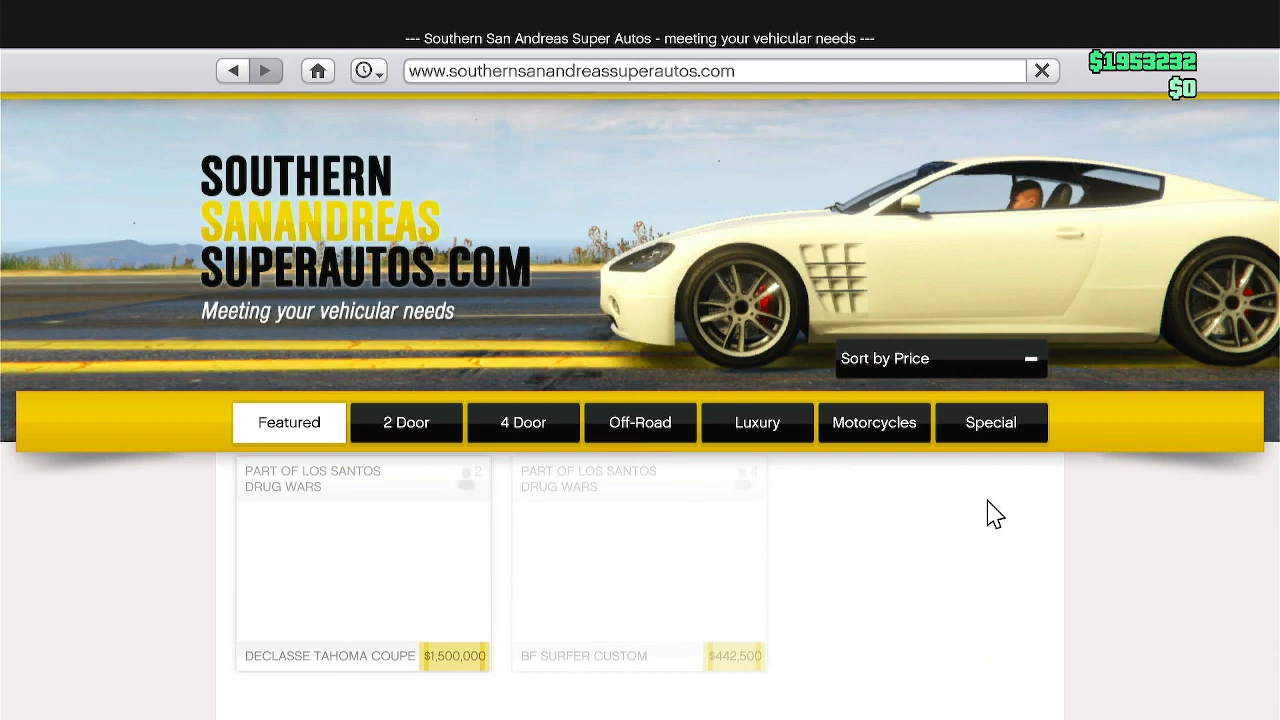 --- Southern San Andreas Super Autos - meeting your vehicular needs ---
www.southernsanandreassuperautos.com
$1953232
$0
SOUTHERN
SANANDREAS
SUPERAUTOS.COM
Meeting your vehicular needs
Sort by Price
Featured
2 Door
4 Door
Off-Road
Luxury
Motorcycles
Special
PART OF LOS SANTOS
DRUG WARS
2
DECLASSE TAHOMA COUPE
$1,500,000
PART OF LOS SANTOS
DRUG WARS
4
BF SURFER CUSTOM
$442,500